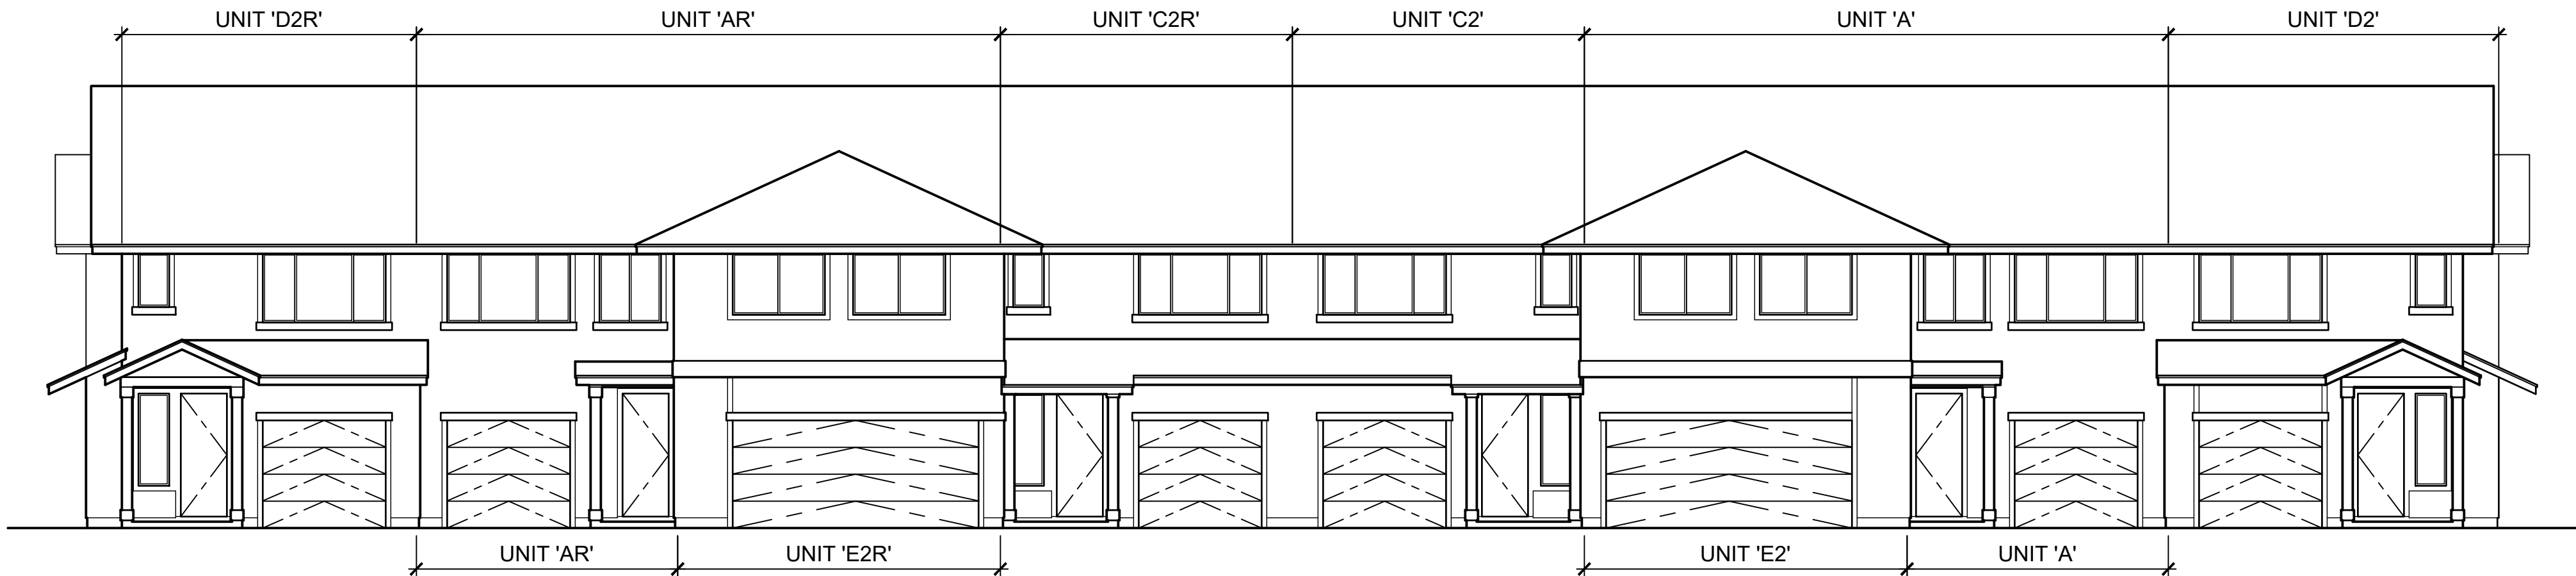 UNIT 'D2R'
UNIT 'AR'
UNIT 'C2R'
UNIT 'C2'
UNIT 'A'
UNIT 'D2'
UNIT 'AR'
UNIT 'E2R'
UNIT 'E2'
UNIT 'A'